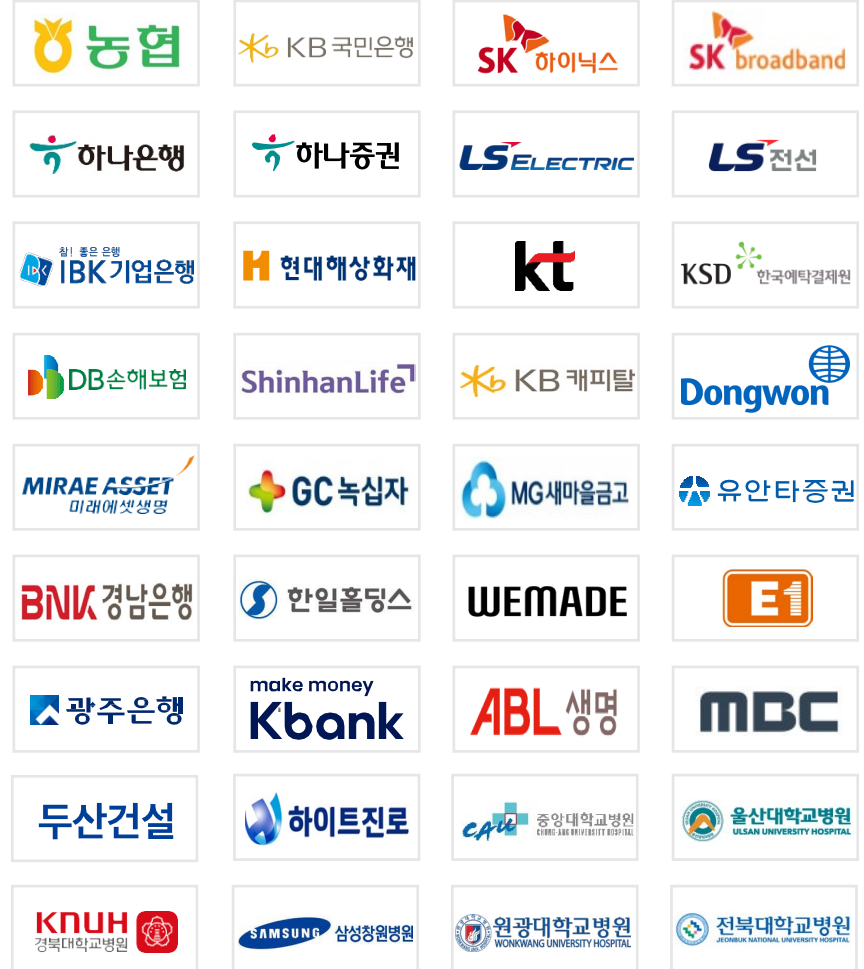 농협
KB 국민은행
SK 하이닉스
SK broadband
하나은행
하나증권
LS ELECTRIC
LS 전선
참! 좋은 은행
IBK기업은행
현대해상화재
kt
KSD 한국예탁결제원
DB손해보험
ShinhanLife
KB 캐피탈
Dongwon
MIRAE ASSET
미래에셋생명
GC녹십자
MG새마을금고
유안타증권
BNK 경남은행
한일홀딩스
WEMADE
E1
광주은행
make money
Kbank
ABL 생명
MBC
두산건설
하이트진로
CAU 중앙대학교병원
CHUNG-ANG UNIVERSITY HOSPITAL
울산대학교병원
ULSAN UNIVERSITY HOSPITAL
KNUH
경북대학교병원
SAMSUNG 삼성창원병원
원광대학교병원
WONKWANG UNIVERSITY HOSPITAL
전북대학교병원
JEONBUK NATIONAL UNIVERSITY HOSPITAL